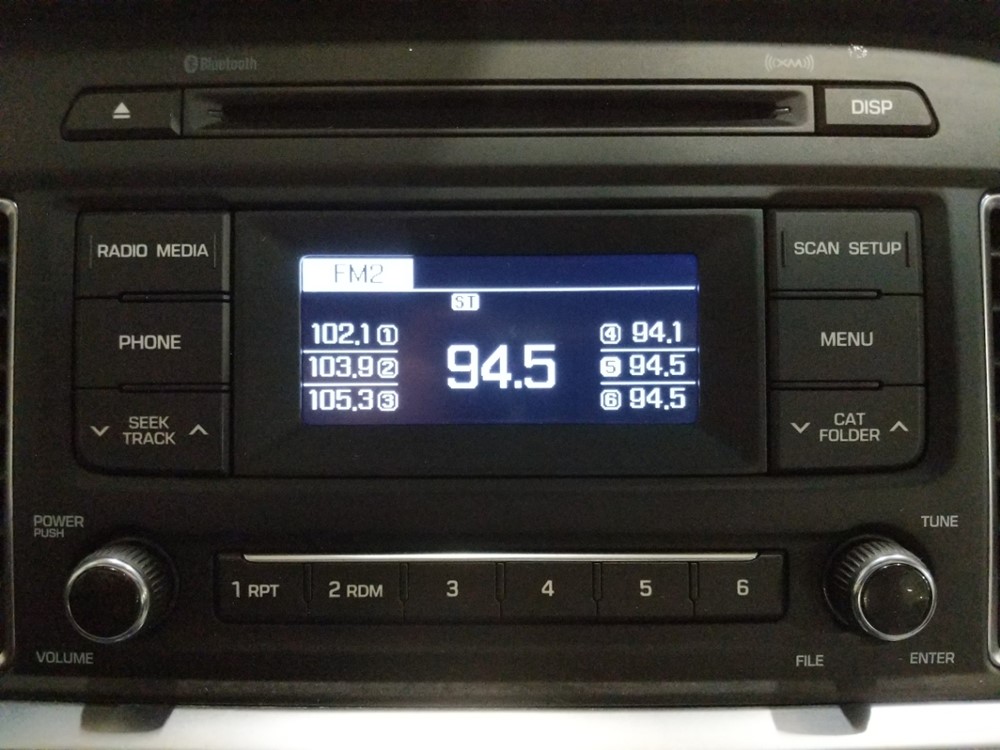 Bluetooth
((XM))
DISP
RADIO MEDIA
SCAN SETUP
FM2
ST
102.1 1
4 94.1
PHONE
103.9 2
94.5
5 94.5
MENU
105.3 3
6 94.5
SEEK
TRACK
CAT
FOLDER
POWER
PUSH
TUNE
1 RPT
2 RDM
3
4
5
6
VOLUME
FILE
ENTER